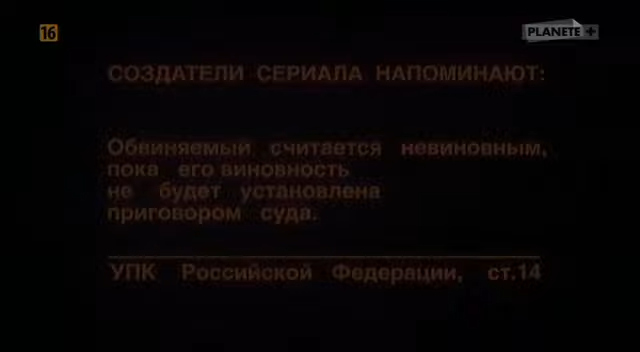 16
PLANETE +
СОЗДАТЕЛИ СЕРИАЛА НАПОМИНАЮТ:
Обвиняемый считается невиновным,
пока его виновность
не будет установлена
приговором суда.
УПК Российской Федерации, ст.14